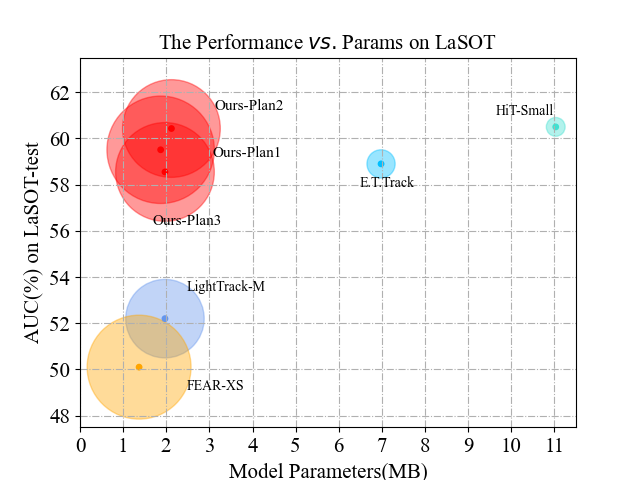 The Performance vs. Params on LaSOT
AUC(%) on LaSOT-test
62
60
58
56
54
52
50
48
Ours-Plan2
HiT-Small
Ours-Plan1
E.T.Track
Ours-Plan3
LightTrack-M
FEAR-XS
0 1 2 3 4 5 6 7 8 9 10 11
Model Parameters(MB)